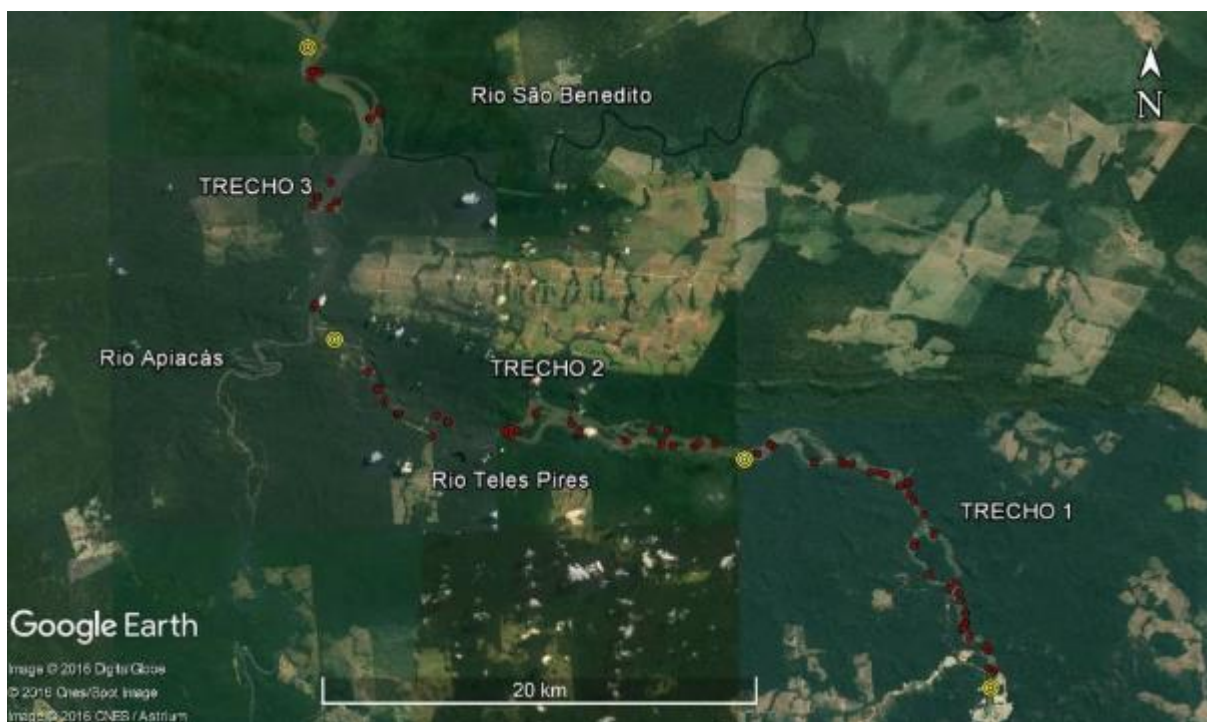 Rio São Benedito
N
TRECHO 3
Rio Apiacás
TRECHO 2
Rio Teles Pires
TRECHO 1
Google Earth
Image © 2016 DigitalGlobe
20 km
© 2016 Cnes/Spot Image
Image © 2016 CNES / Astrium